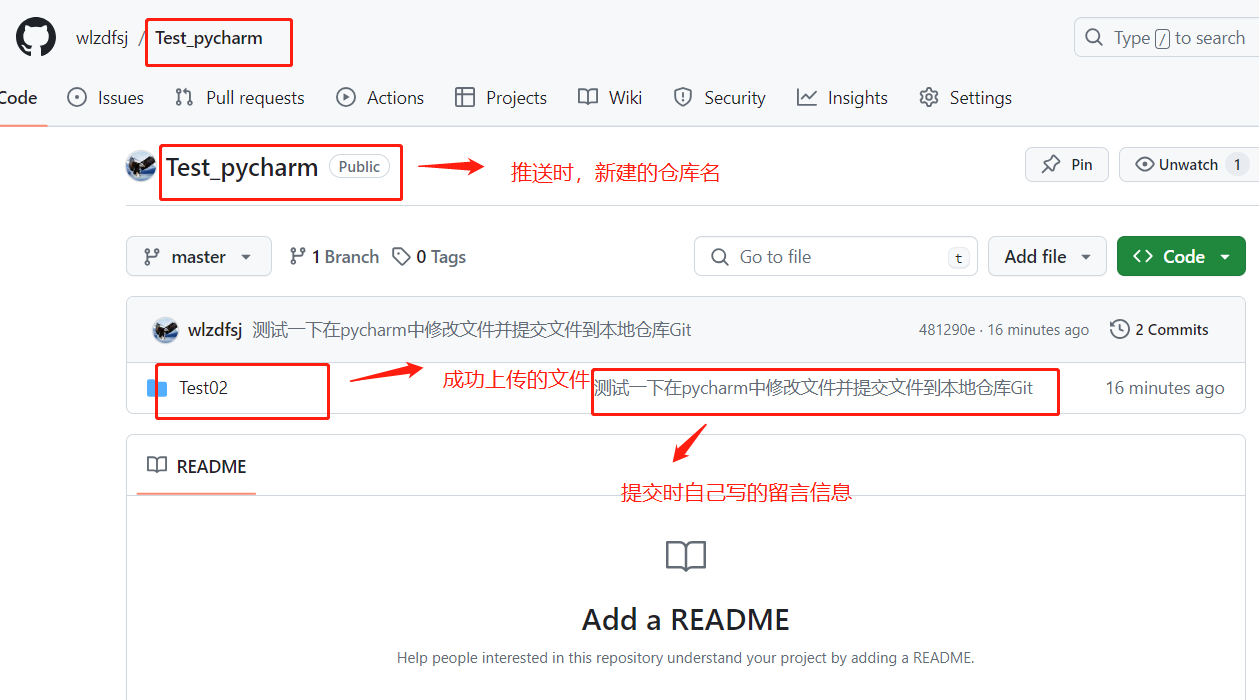 wlzdfsj / Test_pycharm
Type / to search
Code Issues Pull requests Actions Projects Wiki Security Insights Settings
Test_pycharm Public
推送时，新建的仓库名
Pin
Unwatch 1
master 1 Branch 0 Tags
Go to file t
Add file
Code
wlzdfsj 测试一下在pycharm中修改文件并提交文件到本地仓库Git 481290e · 16 minutes ago 2 Commits
Test02
成功上传的文件
测试一下在pycharm中修改文件并提交文件到本地仓库Git
16 minutes ago
README
提交时自己写的留言信息
Add a README
Help people interested in this repository understand your project by adding a README.